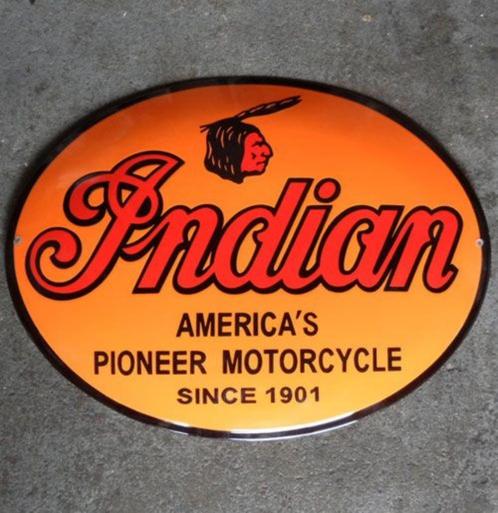 Indian
AMERICA'S
PIONEER MOTORCYCLE
SINCE 1901